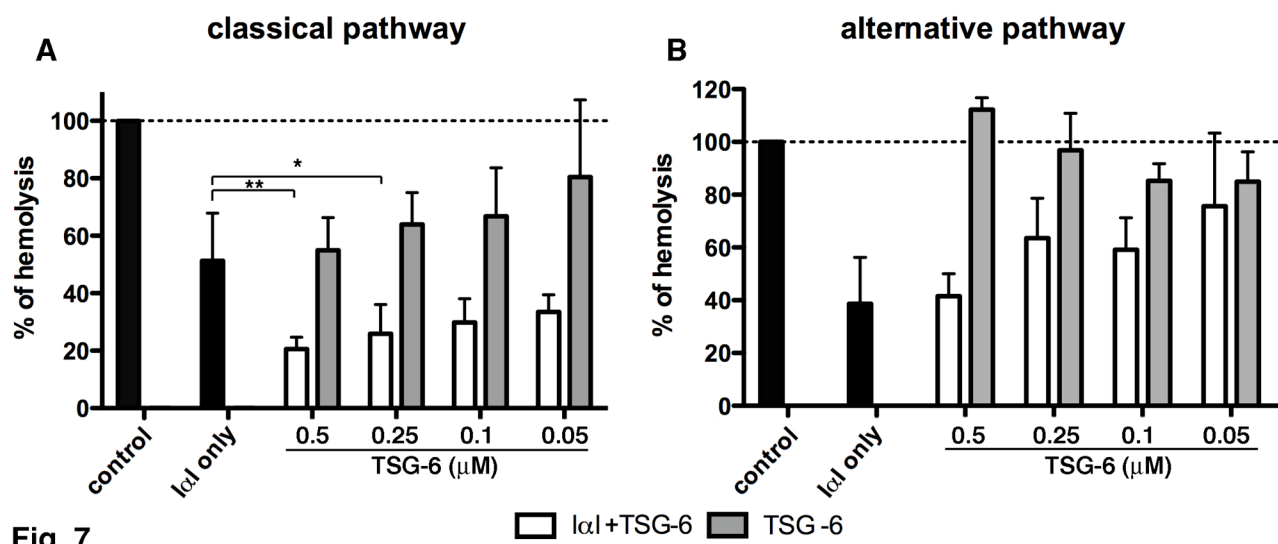 classical pathway
A
% of hemolysis
100
80
60
40
20
0
*
**
control
IαI only
0.5 0.25 0.1 0.05
TSG-6 (μM)
alternative pathway
B
% of hemolysis
120
100
80
60
40
20
0
control
IαI only
0.5 0.25 0.1 0.05
TSG-6 (μM)
IαI+TSG-6 TSG-6
Fig. 7